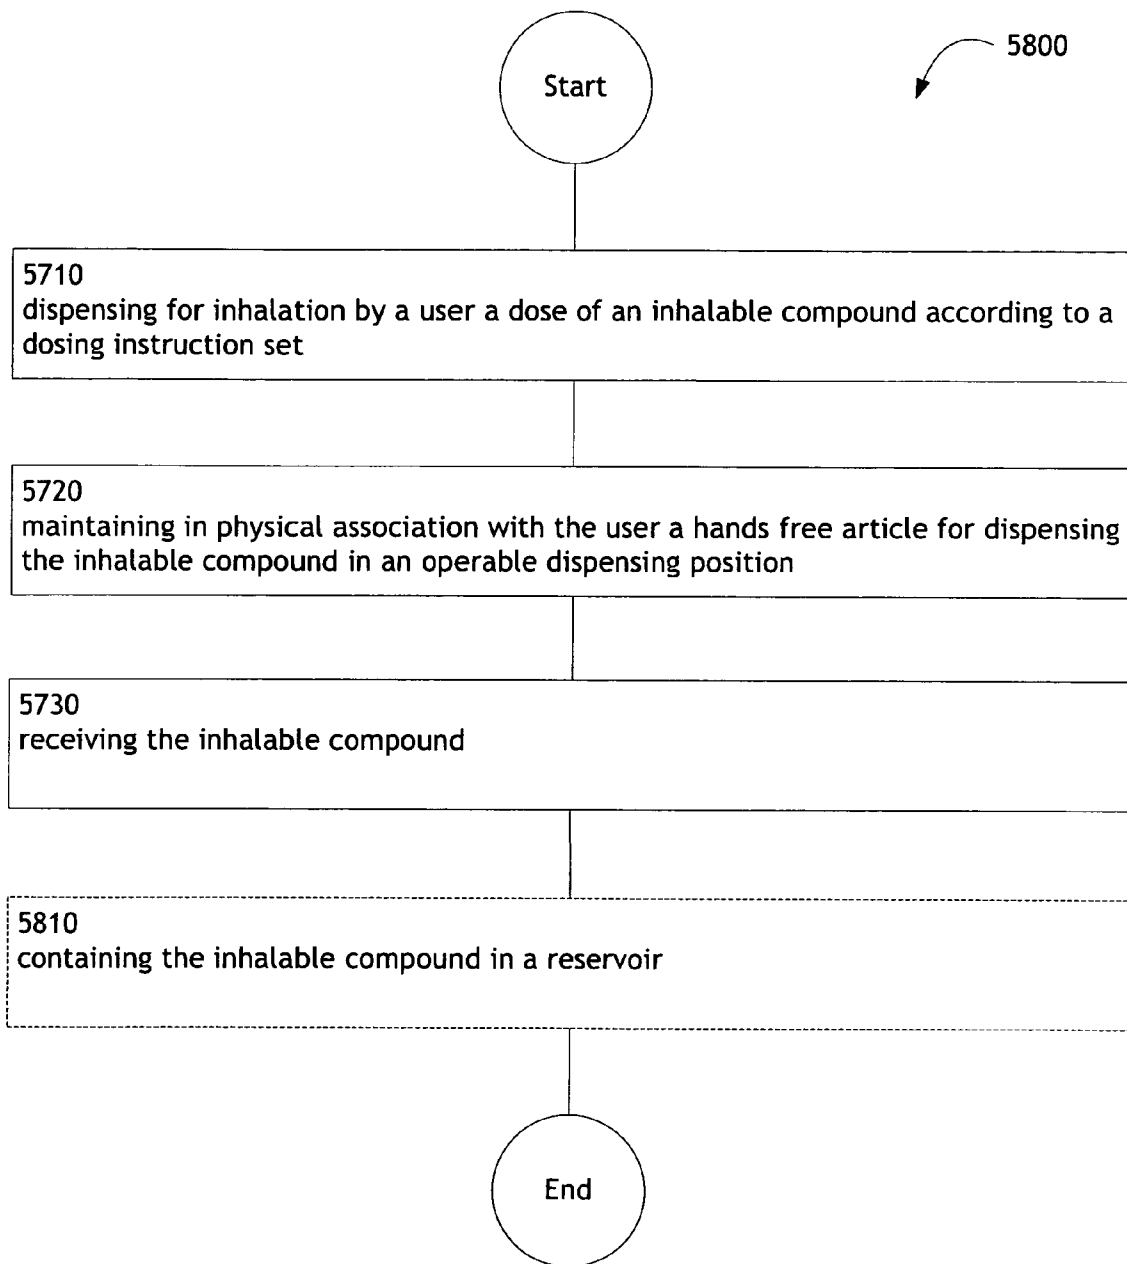 5800
Start
5710
dispensing for inhalation by a user a dose of an inhalable compound according to a
dosing instruction set
5720
maintaining in physical association with the user a hands free article for dispensing
the inhalable compound in an operable dispensing position
5730
receiving the inhalable compound
5810
containing the inhalable compound in a reservoir
End